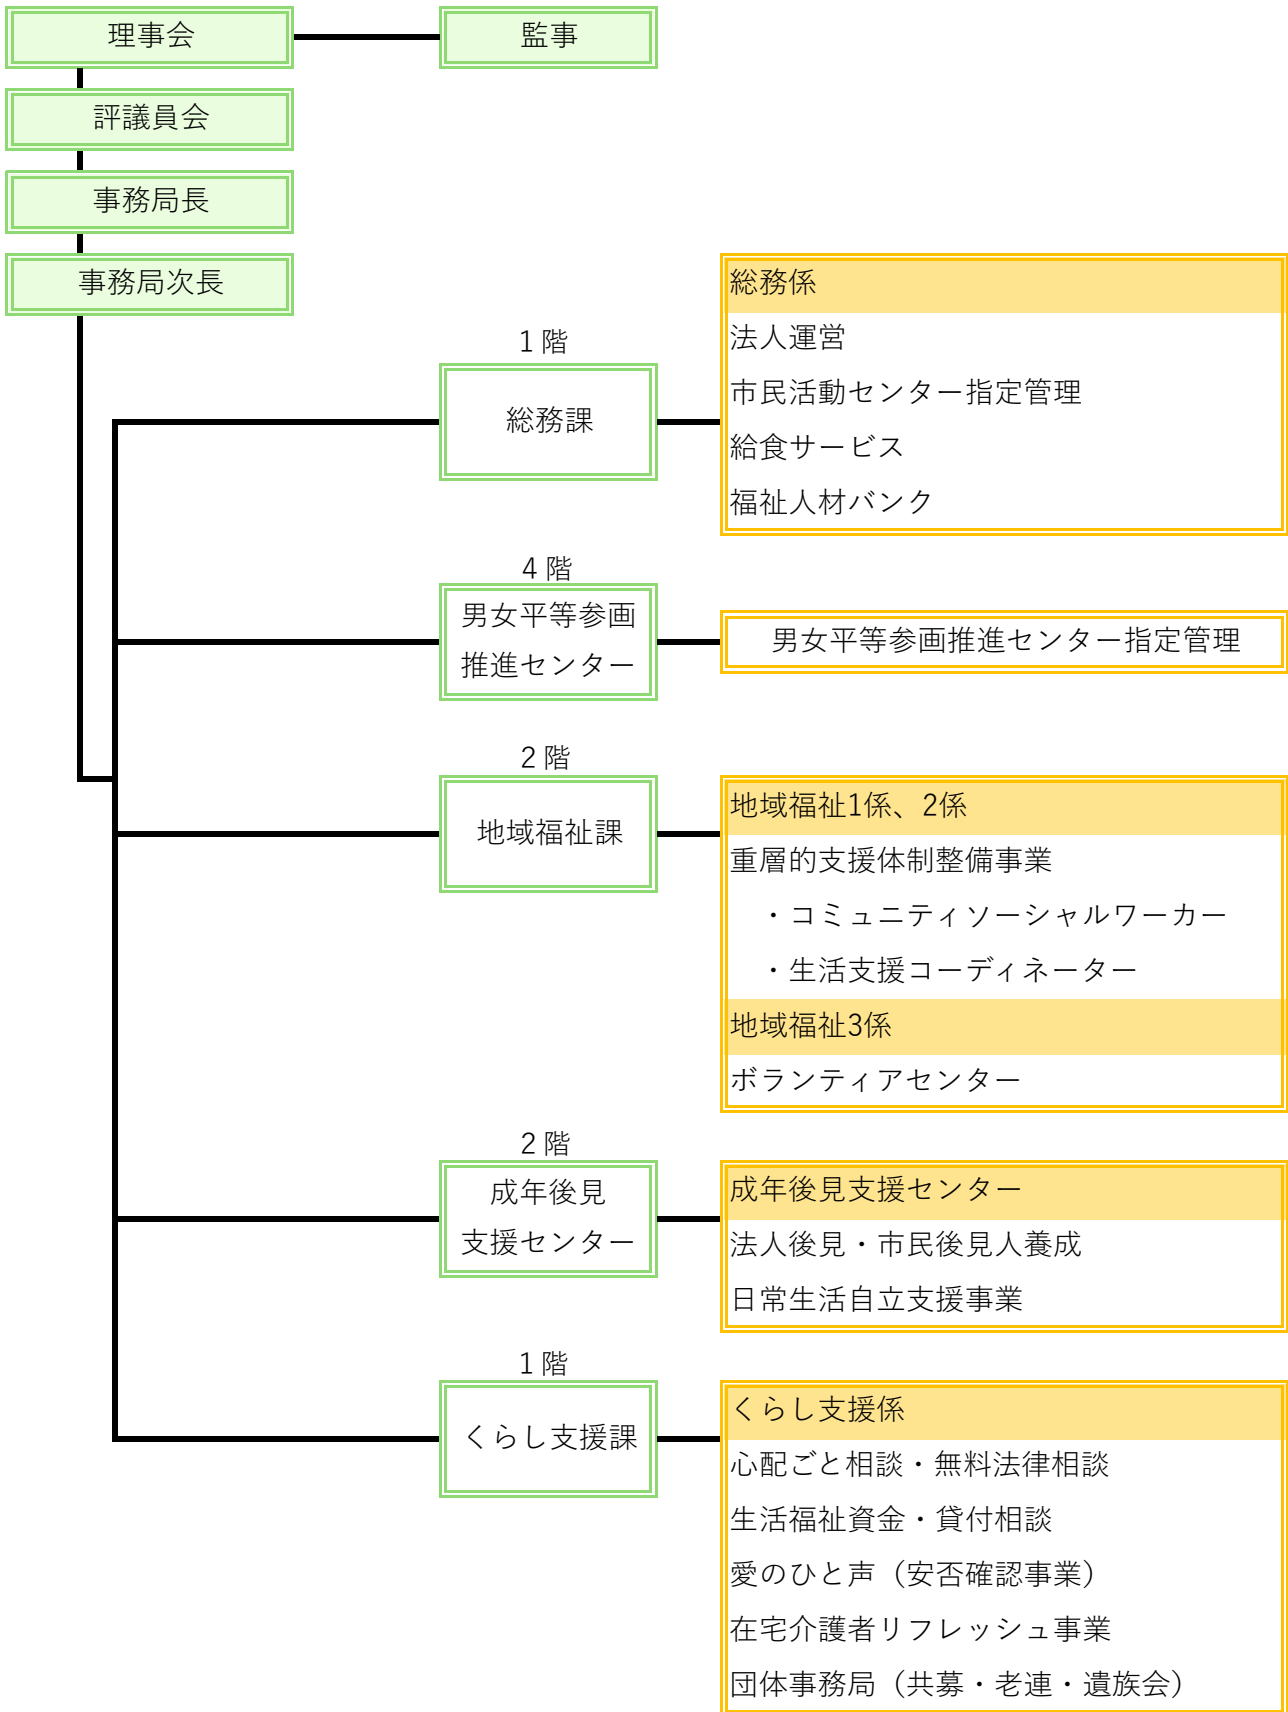 理事会
監事
評議員会
事務局長
事務局次長
1階
総務課
総務係
法人運営
市民活動センター指定管理
給食サービス
福祉人材バンク
4階
男女平等参画
推進センター
男女平等参画推進センター指定管理
2階
地域福祉課
地域福祉1係、2係
重層的支援体制整備事業
・コミュニティソーシャルワーカー
・生活支援コーディネーター
地域福祉3係
ボランティアセンター
2階
成年後見
支援センター
成年後見支援センター
法人後見・市民後見人養成
日常生活自立支援事業
1階
くらし支援課
くらし支援係
心配ごと相談・無料法律相談
生活福祉資金・貸付相談
愛のひと声（安否確認事業）
在宅介護者リフレッシュ事業
団体事務局（共募・老連・遺族会）